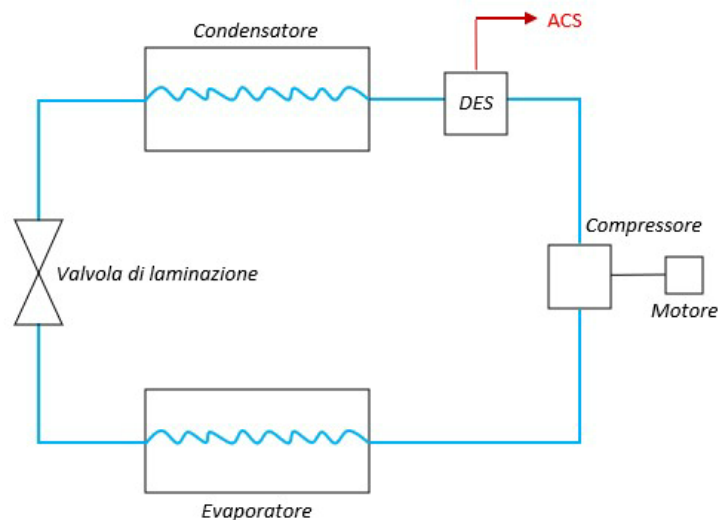 ACS
Condensatore
DES
Compressore
Valvola di laminazione
Motore
Evaporatore